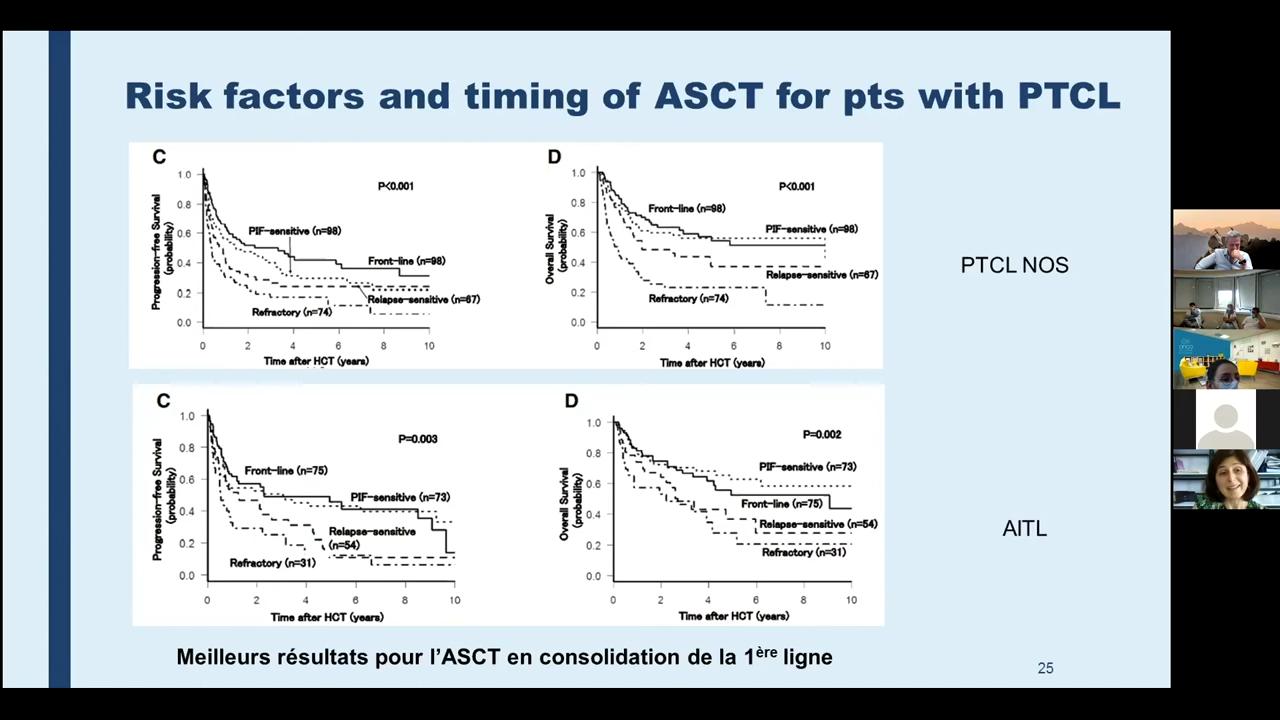 Risk factors and timing of ASCT for pts with PTCL
C
Progression-free Survival
(probability)
1.0
0.8
0.6
0.4
0.2
0.0
P<0.001
PIF-sensitive (n=98)
Front-line (n=98)
Relapse-sensitive (n=67)
Refractory (n=74)
0 2 4 6 8 10
Time after HCT (years)
D
Overall Survival
(probability)
1.0
0.8
0.6
0.4
0.2
0.0
P<0.001
Front-line (n=98)
PIF-sensitive (n=98)
Relapse-sensitive (n=67)
Refractory (n=74)
0 2 4 6 8 10
Time after HCT (years)
PTCL NOS
C
Progression-free Survival
(probability)
1.0
0.8
0.6
0.4
0.2
0.0
P=0.003
Front-line (n=75)
PIF-sensitive (n=73)
Relapse-sensitive
(n=54)
Refractory (n=31)
0 2 4 6 8 10
Time after HCT (years)
D
Overall Survival
(probability)
1.0
0.8
0.6
0.4
0.2
0.0
P=0.002
PIF-sensitive (n=73)
Front-line (n=75)
Relapse-sensitive (n=54)
Refractory (n=31)
0 2 4 6 8 10
Time after HCT (years)
AITL
Meilleurs résultats pour l’ASCT en consolidation de la 1ère ligne
25